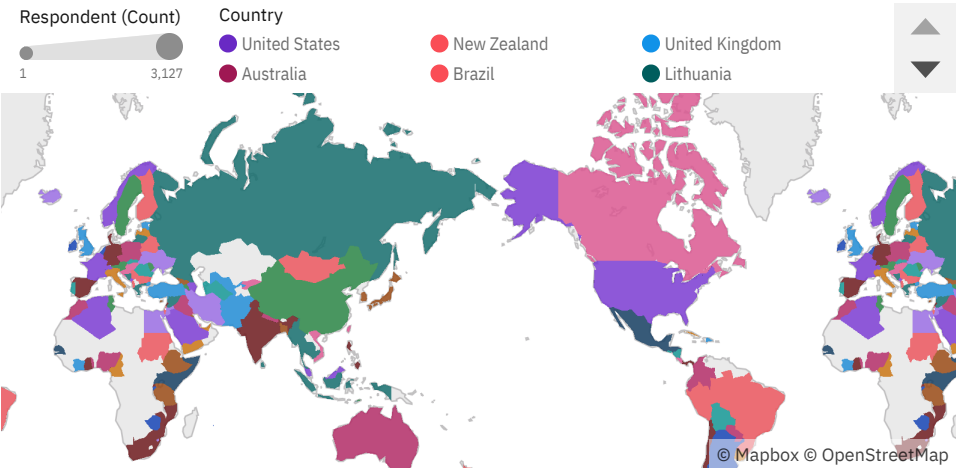 Respondent (Count)
1 3,127
Country
United States New Zealand United Kingdom
Australia Brazil Lithuania
© Mapbox © OpenStreetMap